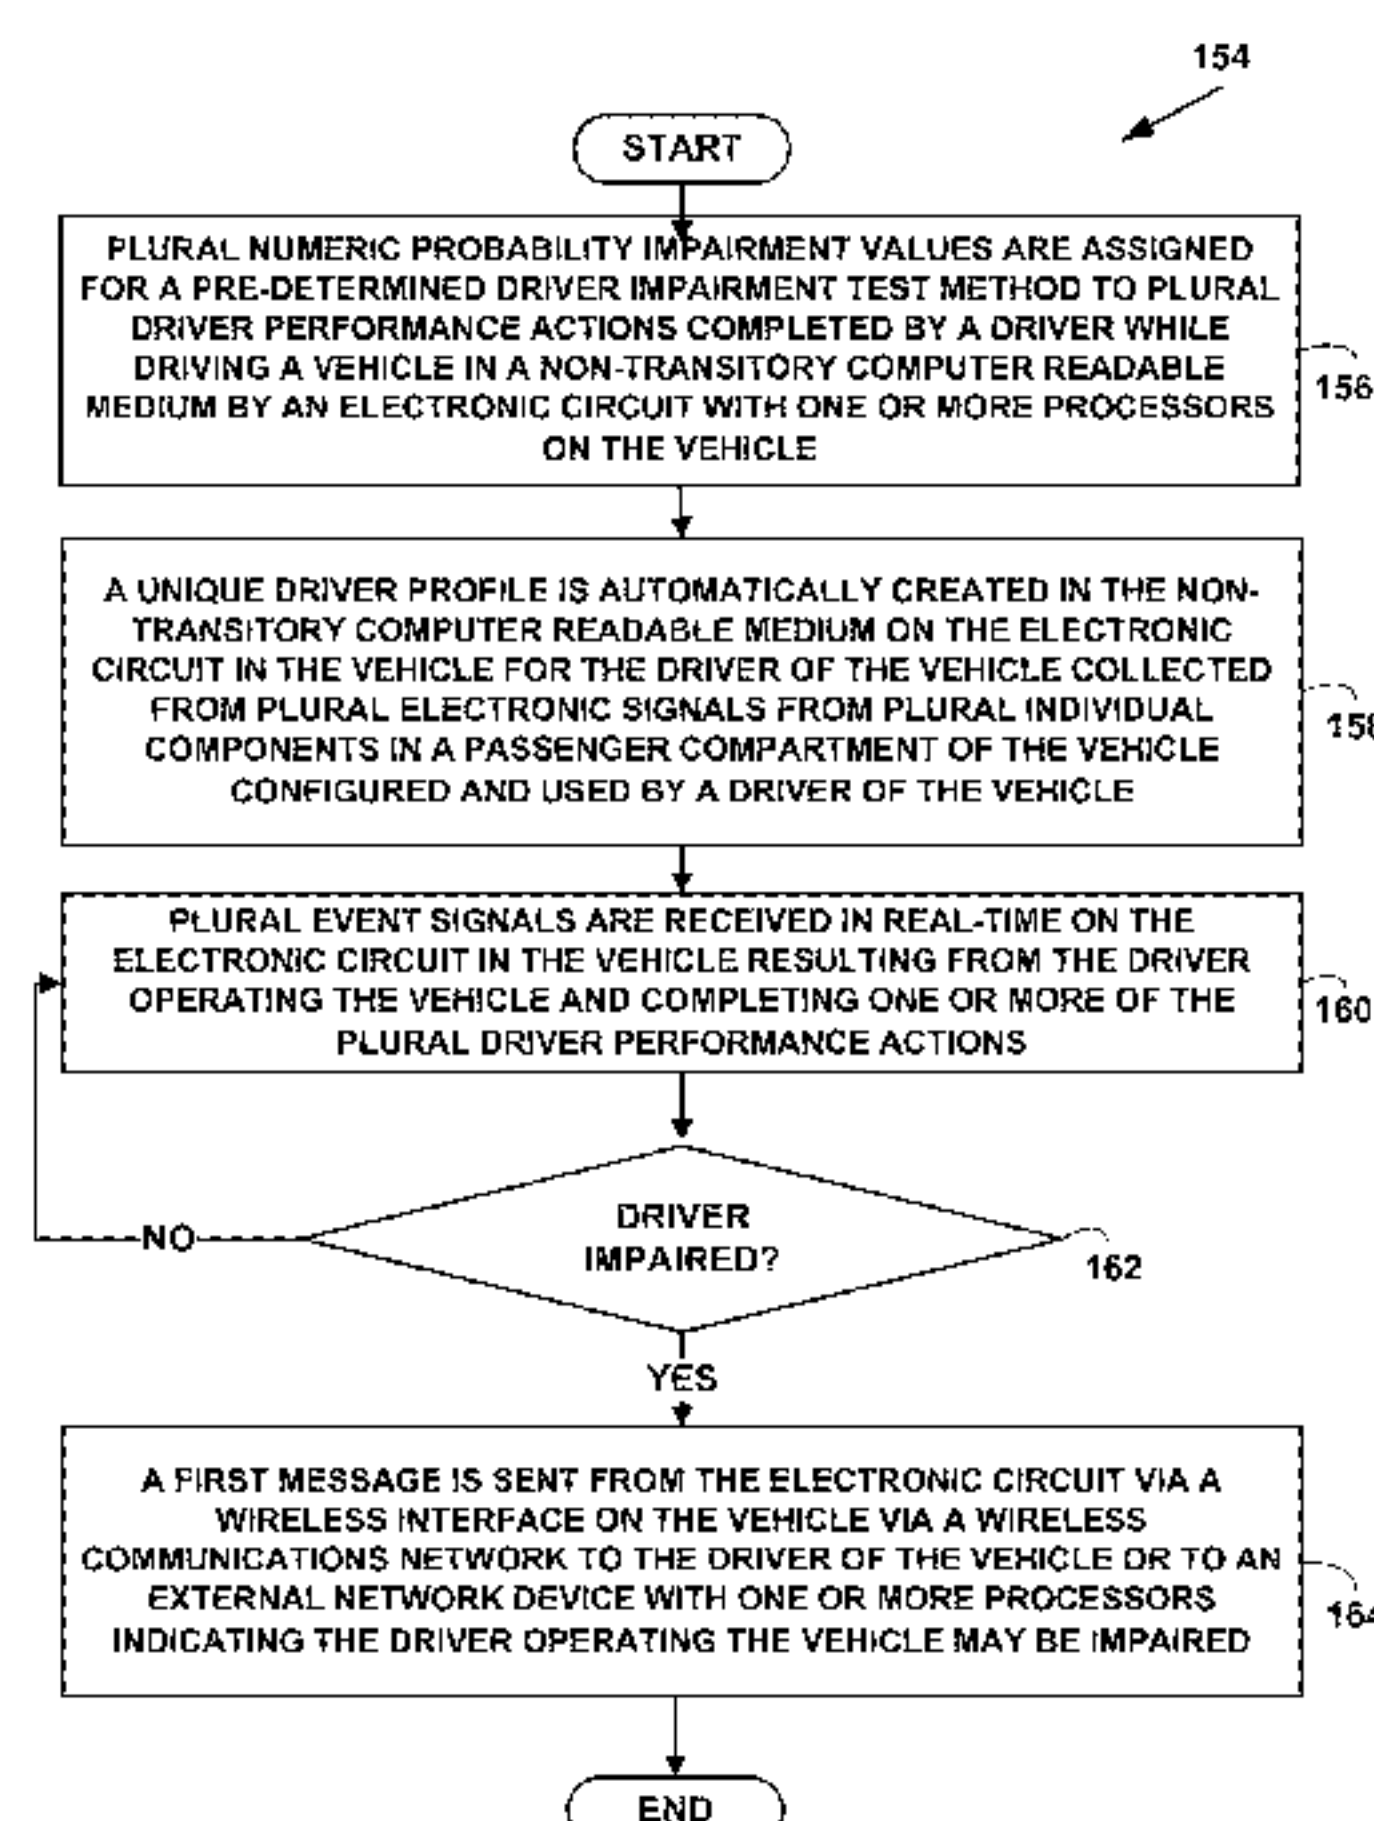 154
START
PLURAL NUMERIC PROBABILITY IMPAIRMENT VALUES ARE ASSIGNED
FOR A PRE-DETERMINED DRIVER IMPAIRMENT TEST METHOD TO PLURAL
DRIVER PERFORMANCE ACTIONS COMPLETED BY A DRIVER WHILE
DRIVING A VEHICLE IN A NON-TRANSITORY COMPUTER READABLE
MEDIUM BY AN ELECTRONIC CIRCUIT WITH ONE OR MORE PROCESSORS
ON THE VEHICLE
156
A UNIQUE DRIVER PROFILE IS AUTOMATICALLY CREATED IN THE NON-
TRANSITORY COMPUTER READABLE MEDIUM ON THE ELECTRONIC
CIRCUIT IN THE VEHICLE FOR THE DRIVER OF THE VEHICLE COLLECTED
FROM PLURAL ELECTRONIC SIGNALS FROM PLURAL INDIVIDUAL
COMPONENTS IN A PASSENGER COMPARTMENT OF THE VEHICLE
CONFIGURED AND USED BY A DRIVER OF THE VEHICLE
158
PLURAL EVENT SIGNALS ARE RECEIVED IN REAL-TIME ON THE
ELECTRONIC CIRCUIT IN THE VEHICLE RESULTING FROM THE DRIVER
OPERATING THE VEHICLE AND COMPLETING ONE OR MORE OF THE
PLURAL DRIVER PERFORMANCE ACTIONS
160
DRIVER
IMPAIRED?
NO
162
YES
A FIRST MESSAGE IS SENT FROM THE ELECTRONIC CIRCUIT VIA A
WIRELESS INTERFACE ON THE VEHICLE VIA A WIRELESS
COMMUNICATIONS NETWORK TO THE DRIVER OF THE VEHICLE OR TO AN
EXTERNAL NETWORK DEVICE WITH ONE OR MORE PROCESSORS
INDICATING THE DRIVER OPERATING THE VEHICLE MAY BE IMPAIRED
164
END